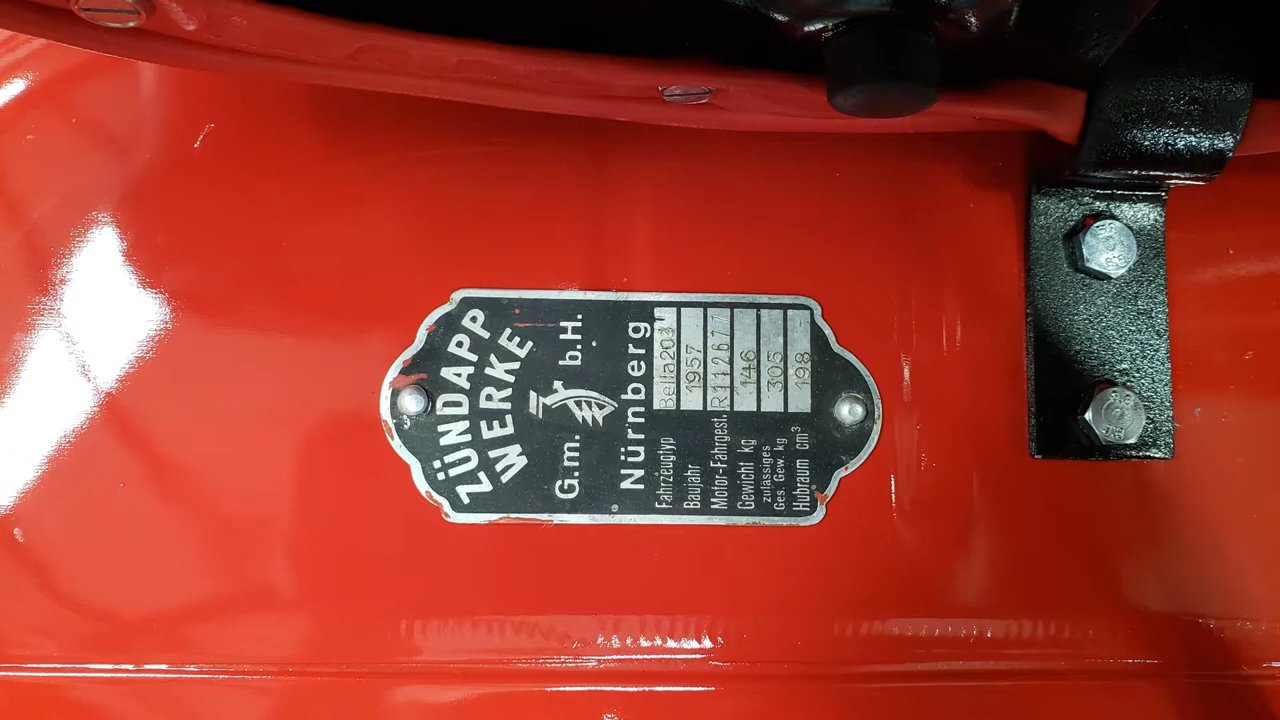 ZÜNDAPP
WERKE
G.m. b.H.
Nürnberg
Fahrzeugtyp Bella203
Baujahr 1957
Motor-Fahrgest. R112677
Gewicht kg 146
zulässiges
Ges. Gew. kg 305
Hubraum cm³ 198